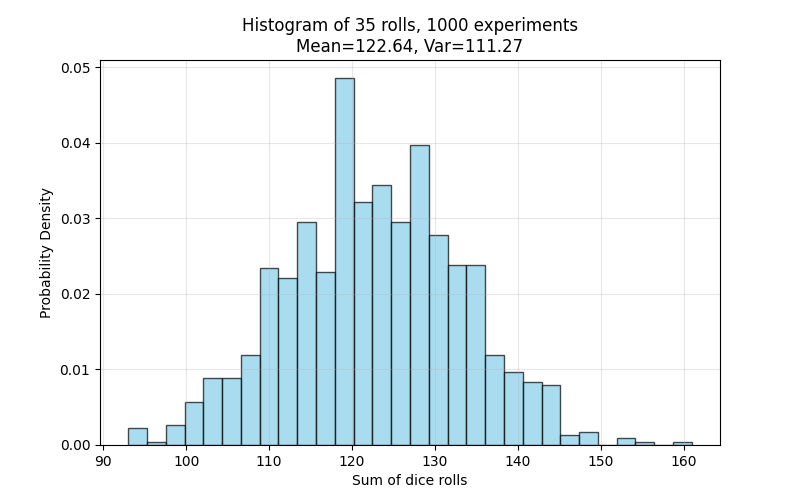 Histogram of 35 rolls, 1000 experiments
Mean=122.64, Var=111.27
Probability Density
0.05
0.04
0.03
0.02
0.01
0.00
90 100 110 120 130 140 150 160
Sum of dice rolls